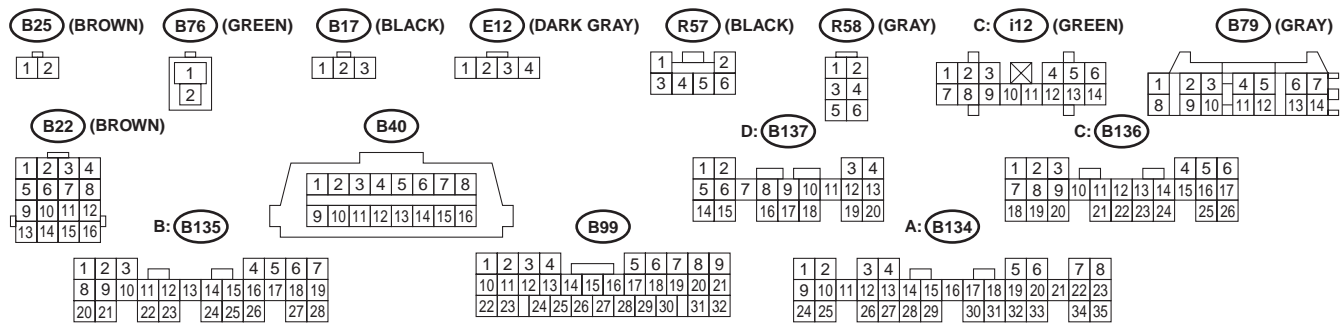 B25 (BROWN) B76 (GREEN) B17 (BLACK) E12 (DARK GRAY) R57 (BLACK) R58 (GRAY) C: i12 (GREEN) B79 (GRAY)
1 2
1
2
1 2 3
1 2 3 4
1 2
3 4 5 6
1 2
3 4
5 6
1 2 3 4 5 6
7 8 9 10 11 12 13 14
1 2 3 4 5 6 7
8 9 10 11 12 13 14
B22 (BROWN) B40 D: B137 C: B136
1 2 3 4
5 6 7 8
9 10 11 12
13 14 15 16
1 2 3 4 5 6 7 8
9 10 11 12 13 14 15 16
1 2 3 4
5 6 7 8 9 10 11 12 13
14 15 16 17 18 19 20
1 2 3 4 5 6
7 8 9 10 11 12 13 14 15 16 17
18 19 20 21 22 23 24 25 26
B: B135 B99 A: B134
1 2 3 4 5 6 7
8 9 10 11 12 13 14 15 16 17 18 19
20 21 22 23 24 25 26 27 28
1 2 3 4 5 6 7 8 9
10 11 12 13 14 15 16 17 18 19 20 21
22 23 24 25 26 27 28 29 30 31 32
1 2 3 4 5 6 7 8
9 10 11 12 13 14 15 16 17 18 19 20 21 22 23
24 25 26 27 28 29 30 31 32 33 34 35